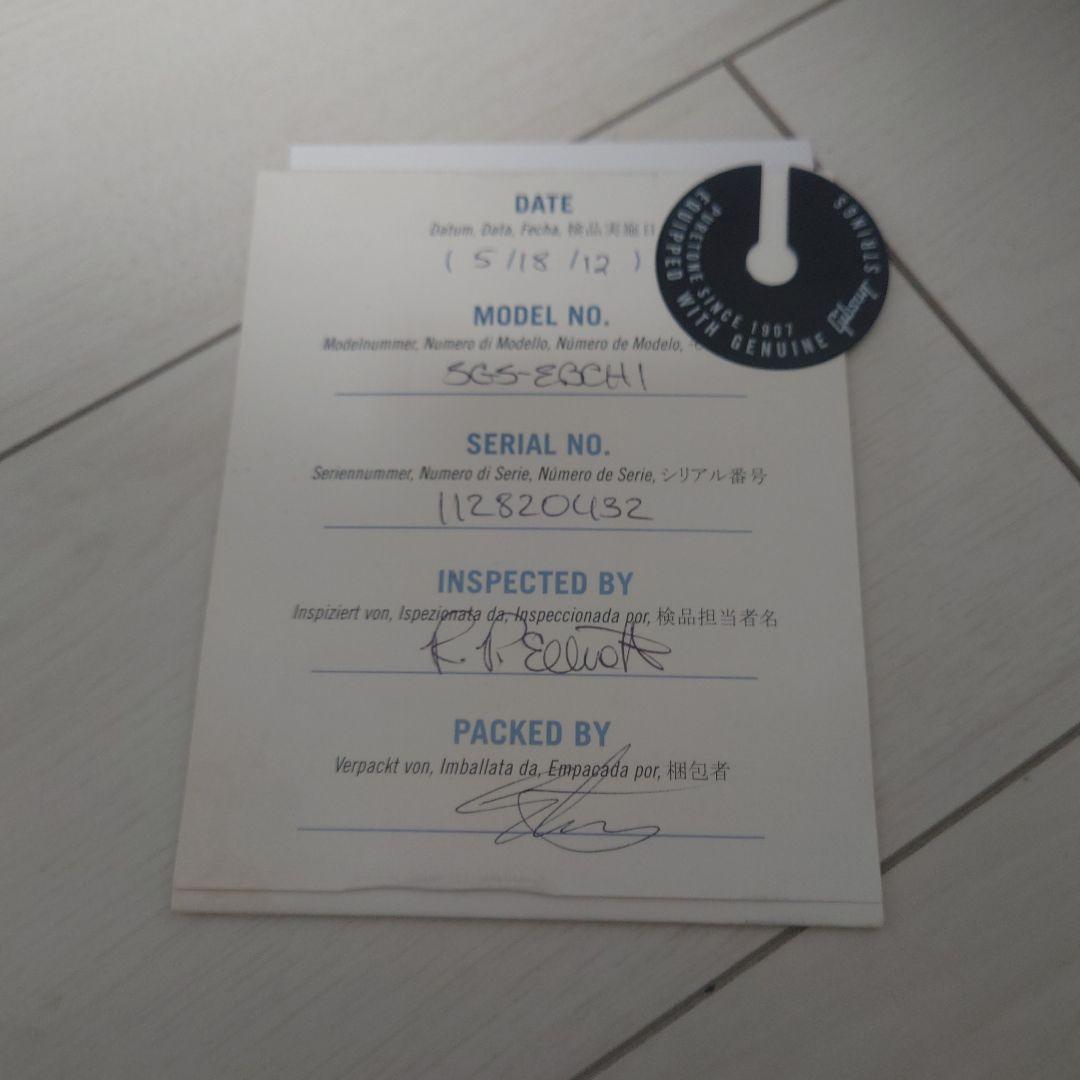 DATE
Datum, Data, Fecha, 検品実施日
( 5/18/12 )
MODEL NO.
Modelnummer, Numero di Modello, Número de Modelo,
SGS-EBCH1
SERIAL NO.
Seriennummer, Numero di Serie, Número de Serie, シリアル番号
112820432
INSPECTED BY
Inspiziert von, Ispezionata da, Inspeccionada por, 検品担当者名
R. P. Elliott
PACKED BY
Verpackt von, Imballata da, Empacada por, 梱包者
EQUIPPED WITH GENUINE Gibson STRINGS
PURETONE SINCE 1907